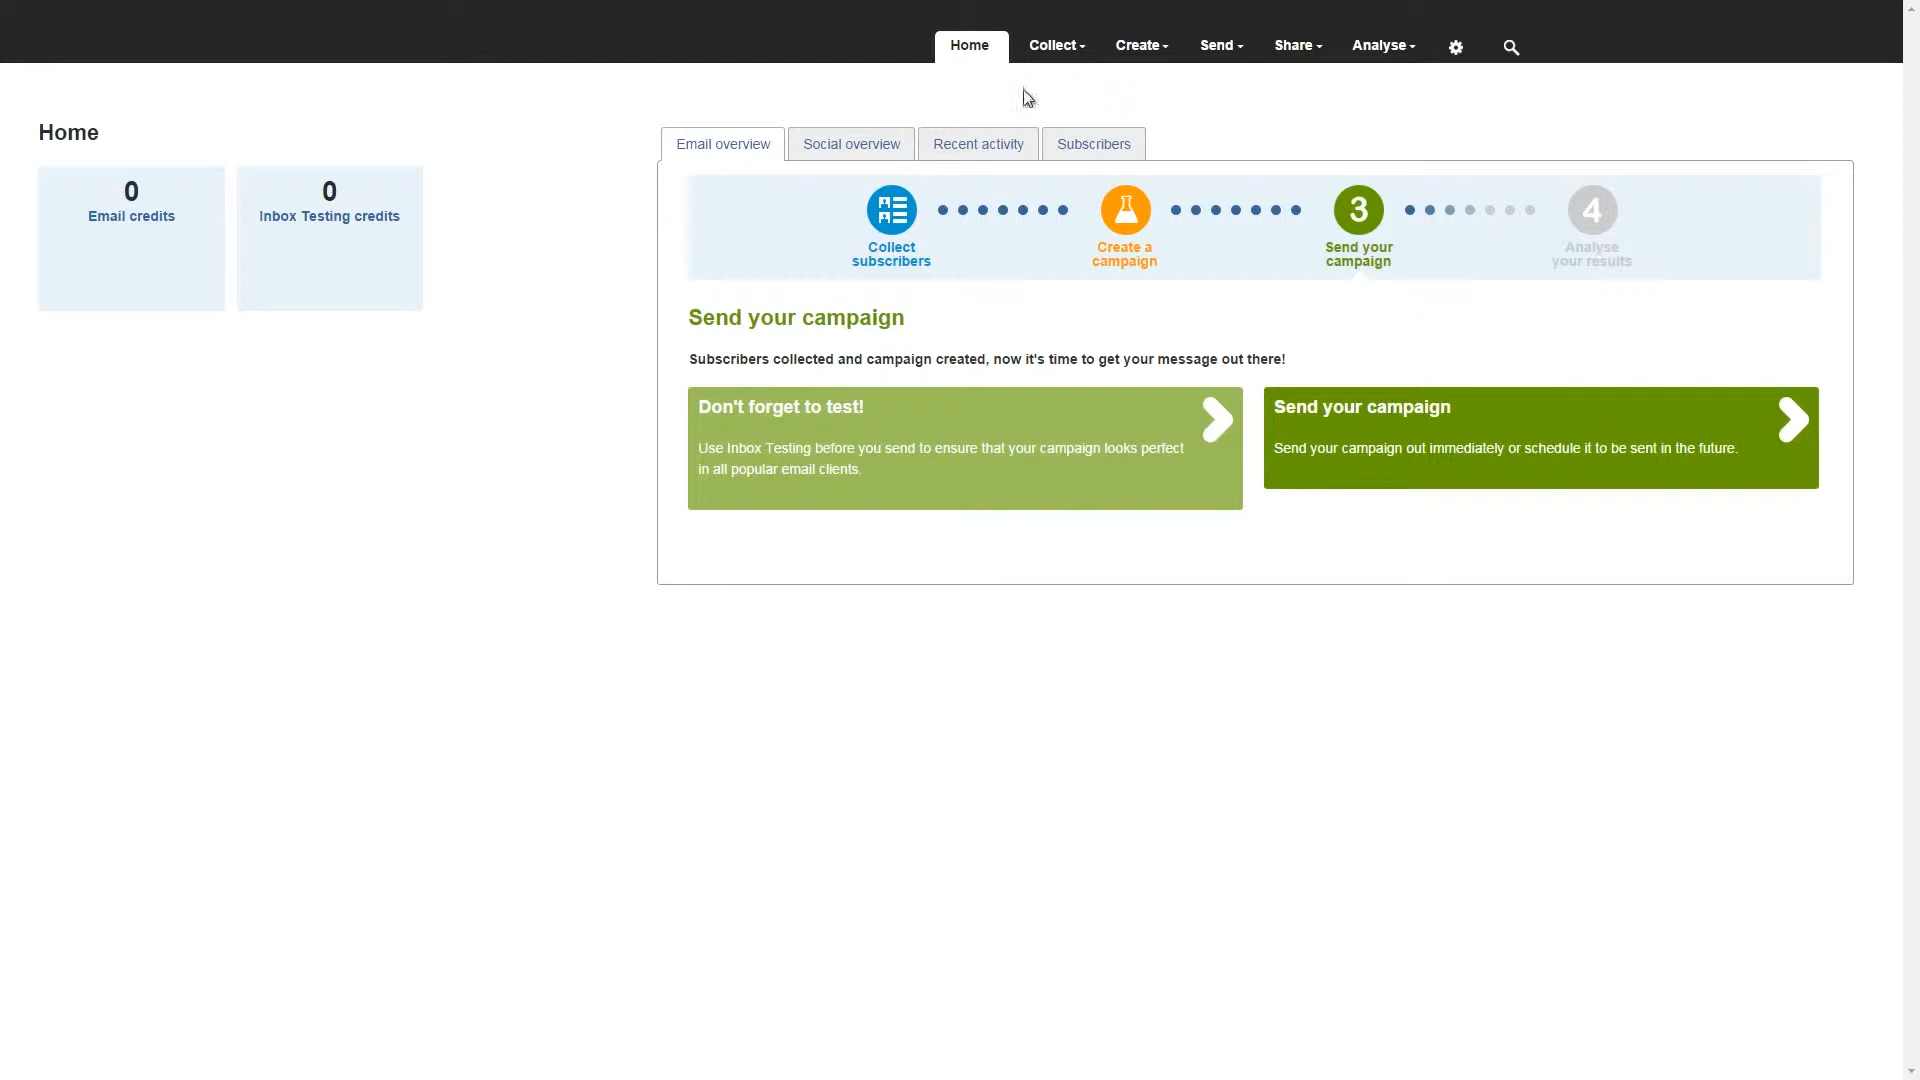 Home
Collect
Create
Send
Share
Analyse
Home
0
Email credits
0
Inbox Testing credits
Email overview
Social overview
Recent activity
Subscribers
Collect
subscribers
Create a
campaign
3
Send your
campaign
4
Analyse
your results
Send your campaign
Subscribers collected and campaign created, now it's time to get your message out there!
Don't forget to test!
Use Inbox Testing before you send to ensure that your campaign looks perfect
in all popular email clients.
Send your campaign
Send your campaign out immediately or schedule it to be sent in the future.